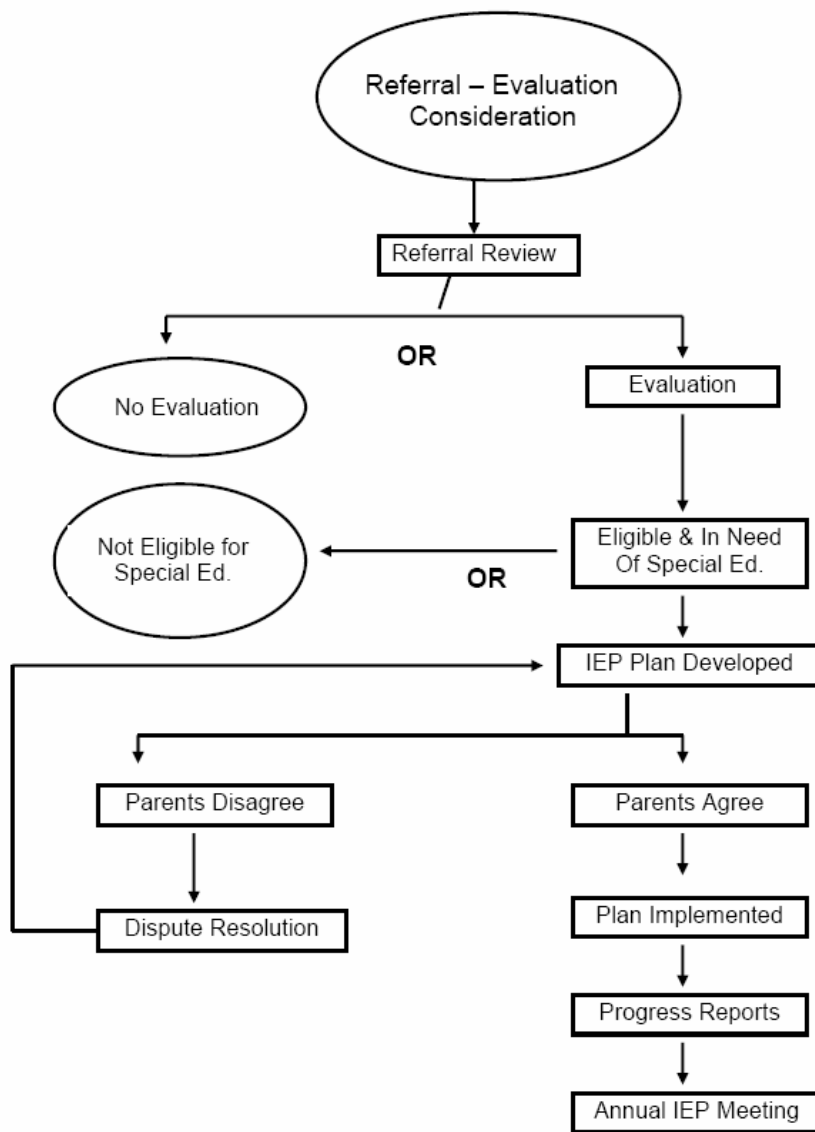 Referral – Evaluation
Consideration
Referral Review
OR
No Evaluation
Evaluation
Not Eligible for
Special Ed.
OR
Eligible & In Need
Of Special Ed.
IEP Plan Developed
Parents Disagree
Parents Agree
Dispute Resolution
Plan Implemented
Progress Reports
Annual IEP Meeting